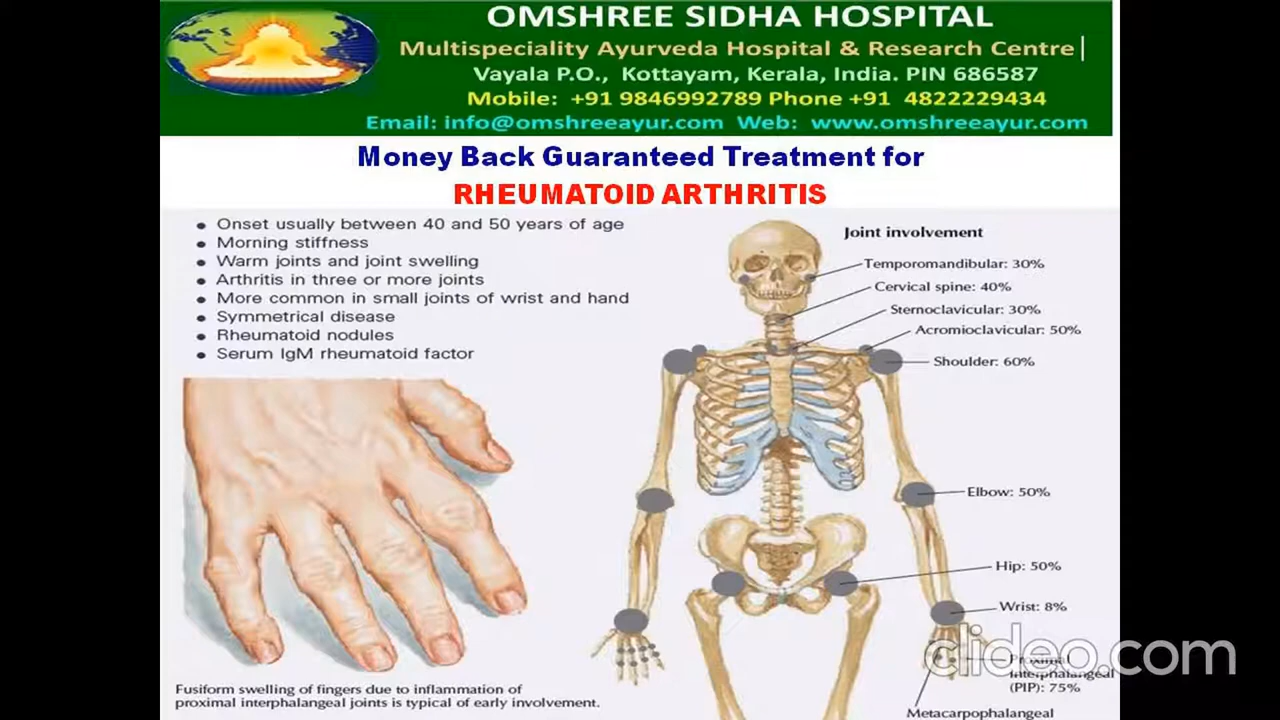 OMSHREE SIDHA HOSPITAL
Multispeciality Ayurveda Hospital & Research Centre
Vayala P.O., Kottayam, Kerala, India. PIN 686587
Mobile: +91 9846992789 Phone +91 4822229434
Email: info@omshreeayur.com Web: www.omshreeayur.com
Money Back Guaranteed Treatment for
RHEUMATOID ARTHRITIS
• Onset usually between 40 and 50 years of age
• Morning stiffness
• Warm joints and joint swelling
• Arthritis in three or more joints
• More common in small joints of wrist and hand
• Symmetrical disease
• Rheumatoid nodules
• Serum IgM rheumatoid factor
Fusiform swelling of fingers due to inflammation of
proximal interphalangeal joints is typical of early involvement.
Joint involvement
Temporomandibular: 30%
Cervical spine: 40%
Sternoclavicular: 30%
Acromioclavicular: 50%
Shoulder: 60%
Elbow: 50%
Hip: 50%
Wrist: 8%
Proximal
interphalangeal
(PIP): 75%
Metacarpophalangeal
clideo.com